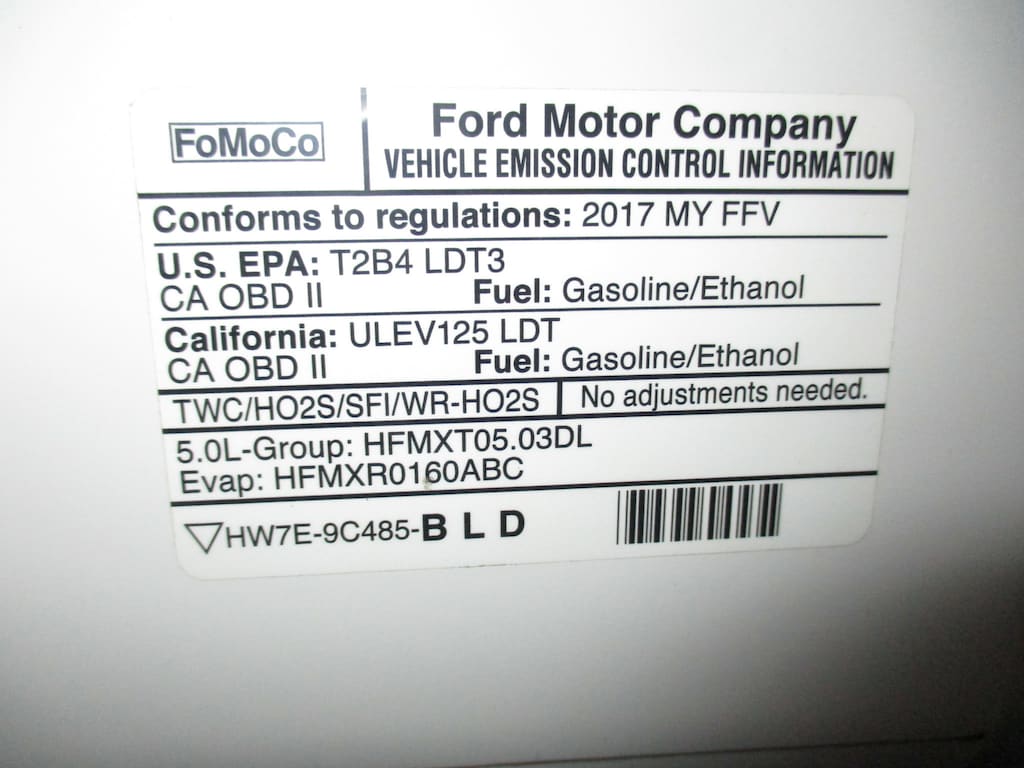 FoMoCo
Ford Motor Company
VEHICLE EMISSION CONTROL INFORMATION
Conforms to regulations: 2017 MY FFV
U.S. EPA: T2B4 LDT3
CA OBD II Fuel: Gasoline/Ethanol
California: ULEV125 LDT
CA OBD II Fuel: Gasoline/Ethanol
TWC/HO2S/SFI/WR-HO2S No adjustments needed.
5.0L-Group: HFMXT05.03DL
Evap: HFMXR0160ABC
HW7E-9C485-B L D